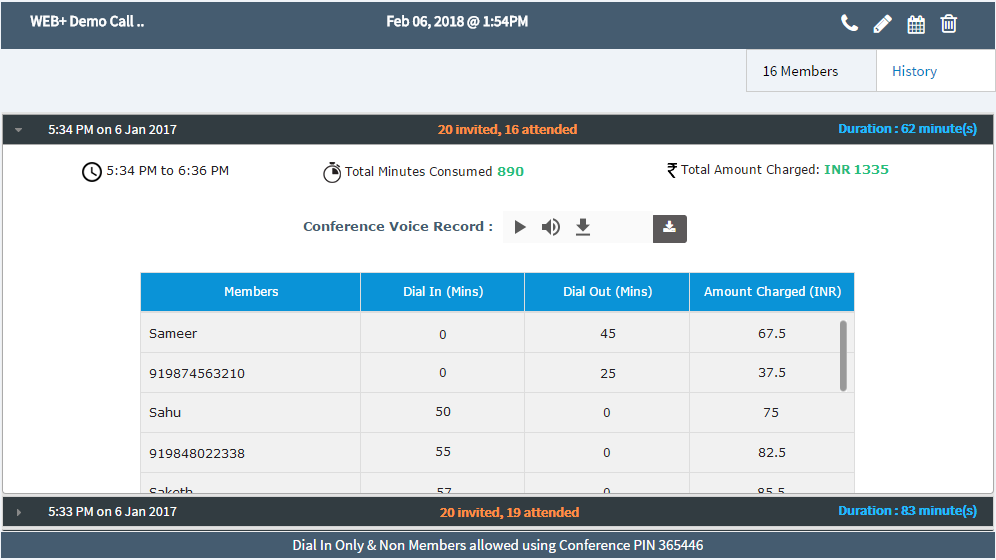 WEB+ Demo Call .. Feb 06, 2018 @ 1:54PM
16 Members History
5:34 PM on 6 Jan 2017 20 invited, 16 attended Duration : 62 minute(s)
5:34 PM to 6:36 PM Total Minutes Consumed 890 ₹ Total Amount Charged: INR 1335
Conference Voice Record :
Members Dial In (Mins) Dial Out (Mins) Amount Charged (INR)
Sameer 0 45 67.5
919874563210 0 25 37.5
Sahu 50 0 75
919848022338 55 0 82.5
Saketh 57 0 85.5
5:33 PM on 6 Jan 2017 20 invited, 19 attended Duration : 83 minute(s)
Dial In Only & Non Members allowed using Conference PIN 365446